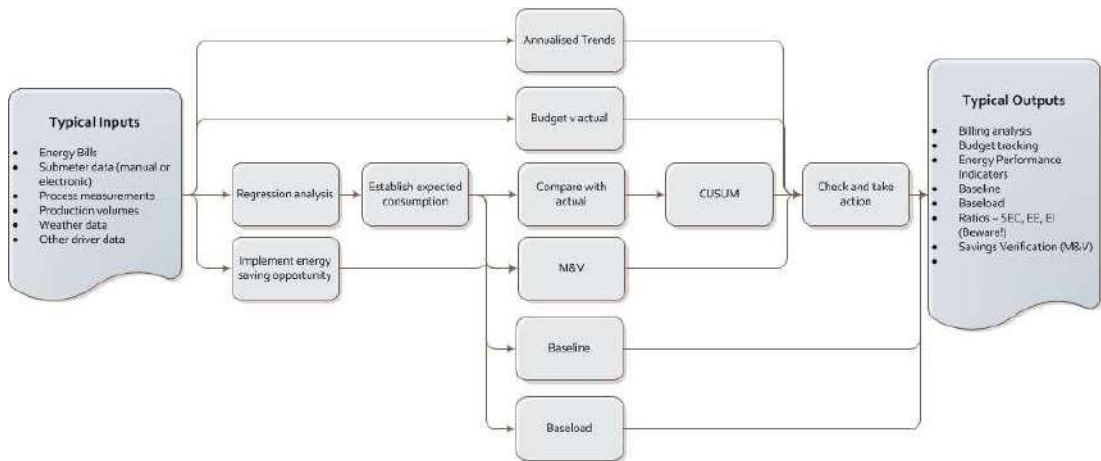 Typical Inputs
Energy Bills
Submeter data (manual or
electronic)
Process measurements
Production volumes
Weather data
Other driver data
Annualised Trends
Budget v actual
Regression analysis
Establish expected
consumption
Compare with
actual
CUSUM
Check and take
action
Implement energy
saving opportunity
M&V
Baseline
Baseload
Typical Outputs
Billing analysis
Budget tracking
Energy Performance
Indicators
Baseline
Baseload
Ratios – SEC, EE, EI
(Beware!)
Savings Verification (M&V)